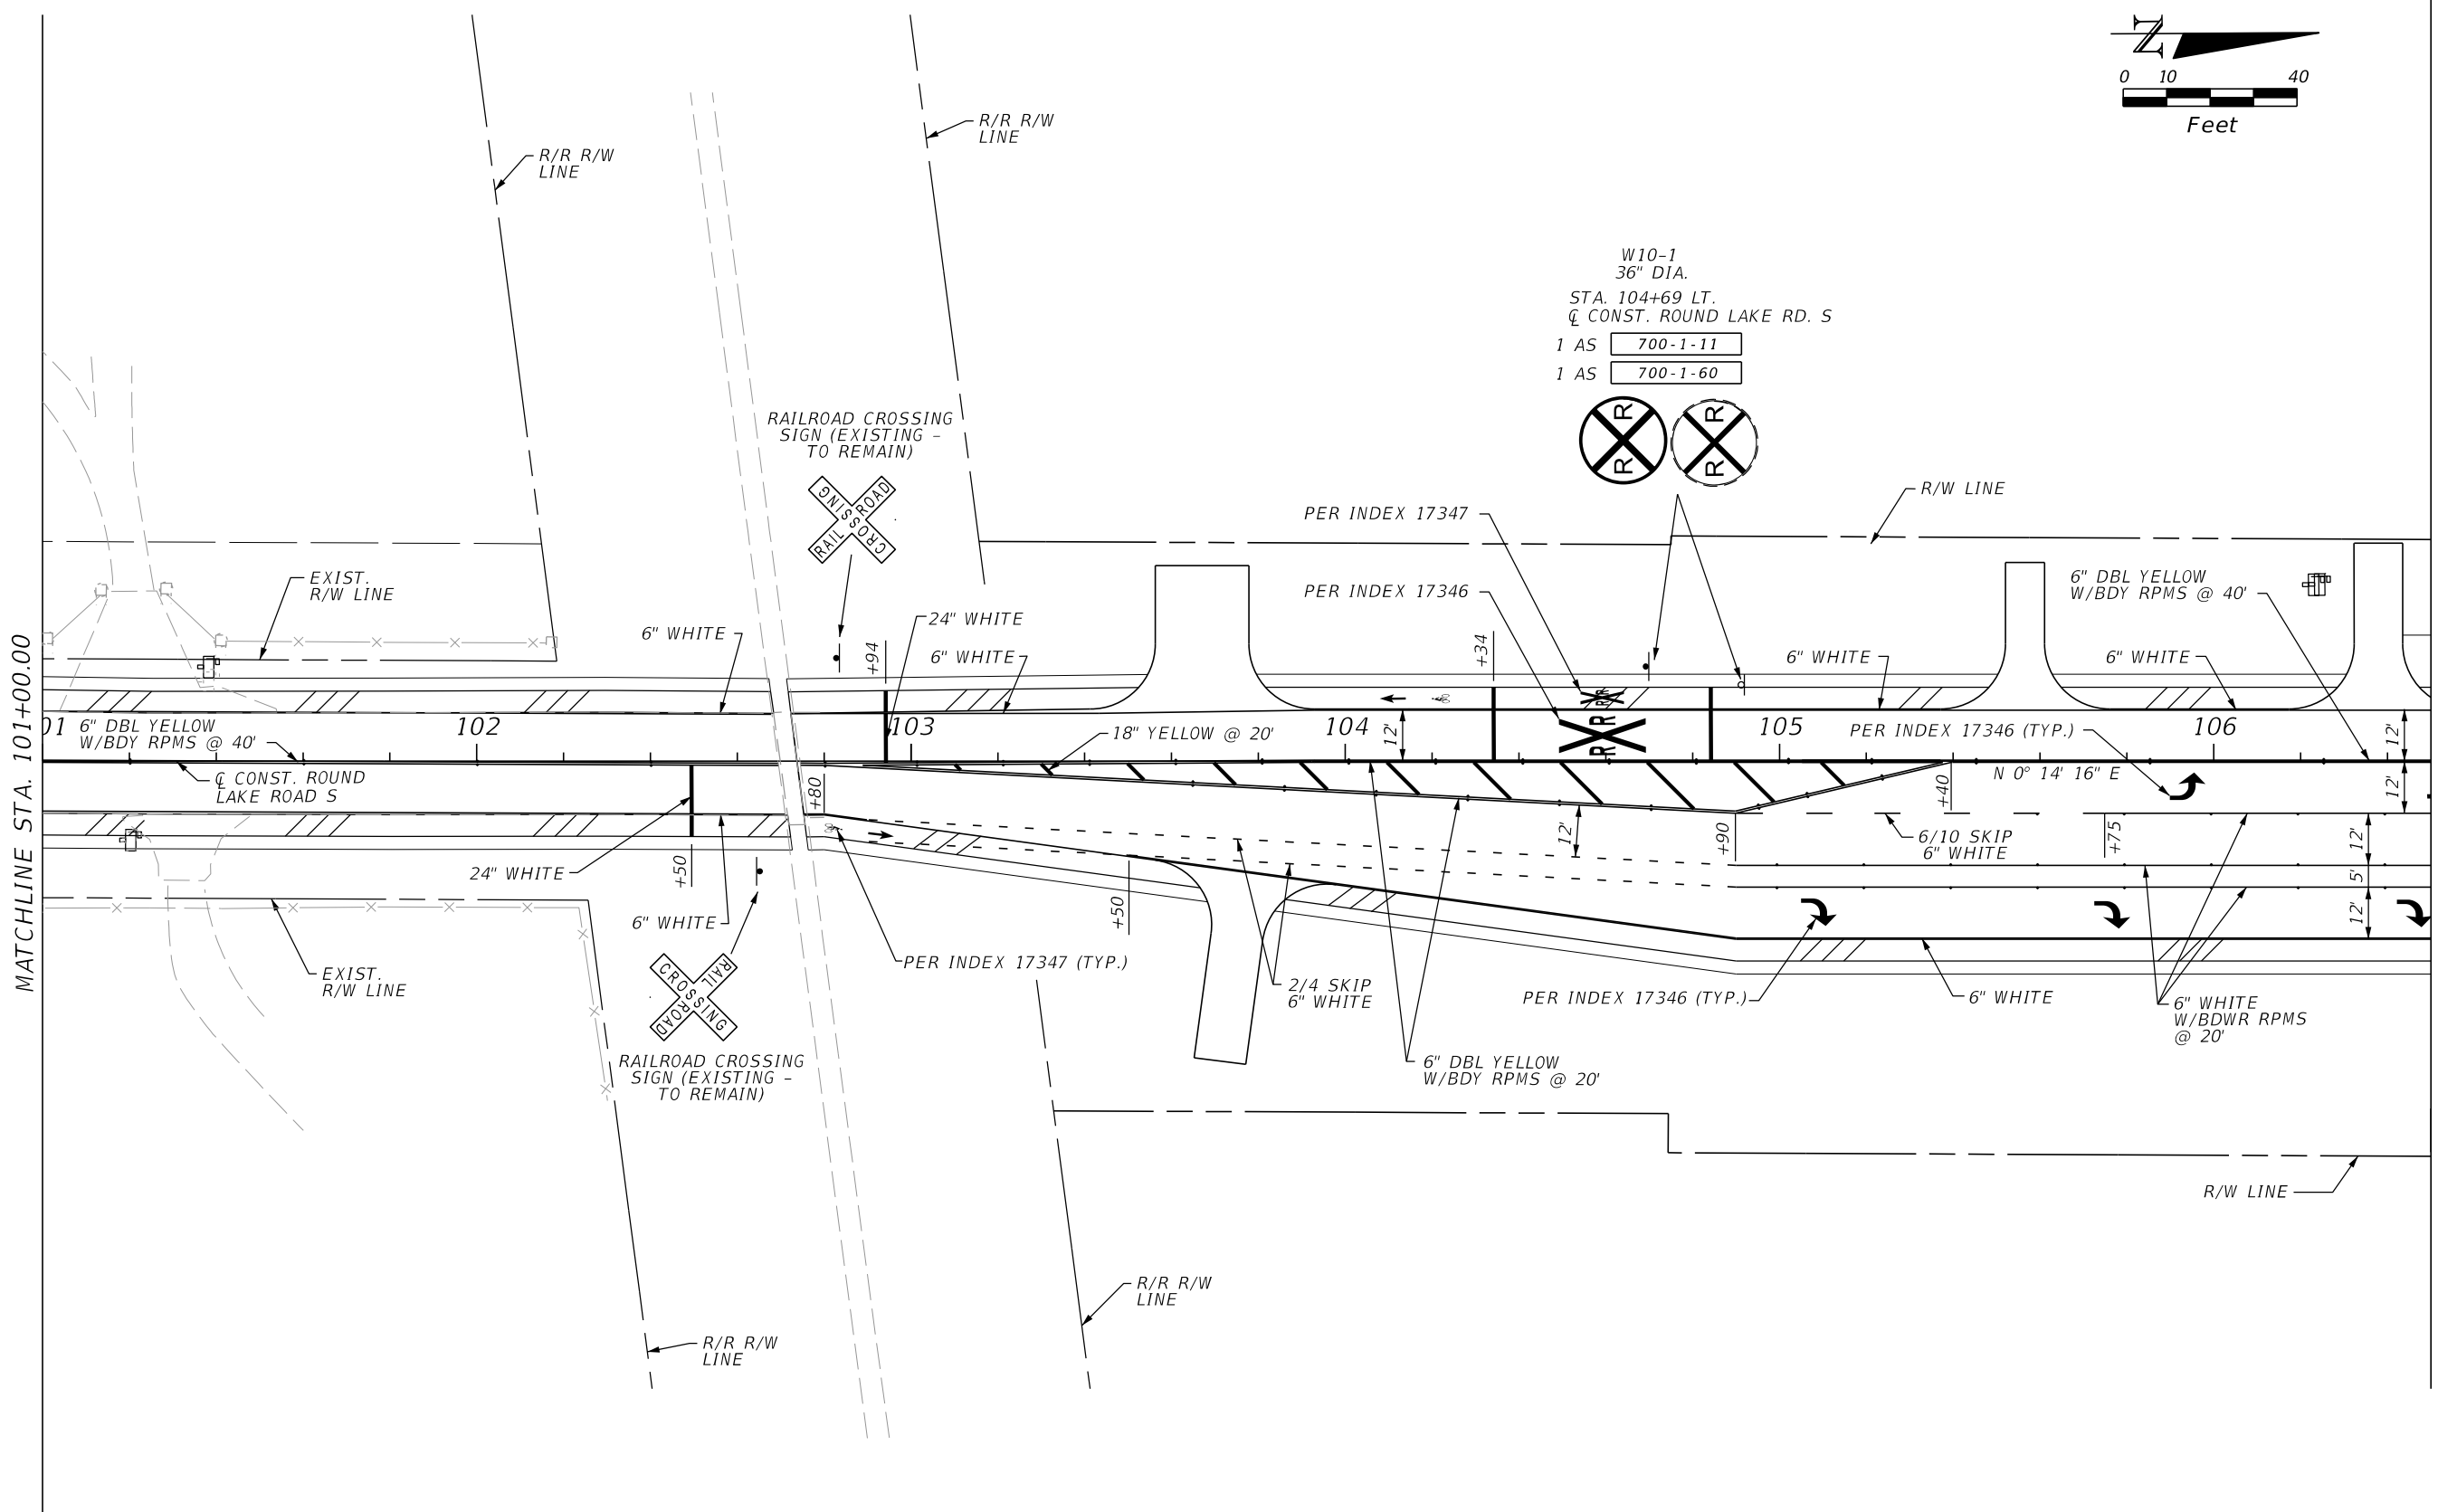 N
0 10 40
Feet
R/R R/W
LINE
R/R R/W
LINE
W10-1
36" DIA.
STA. 104+69 LT.
℄ CONST. ROUND LAKE RD. S
1 AS 700-1-11
1 AS 700-1-60
R R
R R
RAILROAD CROSSING
SIGN (EXISTING -
TO REMAIN)
RAIL ROAD
CROSSING
R/W LINE
PER INDEX 17347
PER INDEX 17346
EXIST.
R/W LINE
6" DBL YELLOW
W/BDY RPMS @ 40'
6" WHITE
24" WHITE
+94
6" WHITE
+34
6" WHITE
6" WHITE
R R
R R
MATCHLINE STA. 101+00.00
01
102
103
104
105
106
6" DBL YELLOW
W/BDY RPMS @ 40'
18" YELLOW @ 20'
12'
PER INDEX 17346 (TYP.)
12'
℄ CONST. ROUND
LAKE ROAD S
+80
N 0° 14' 16" E
+40
12'
12'
+90
6/10 SKIP
6" WHITE
+75
12'
5'
12'
24" WHITE
+50
+50
6" WHITE
PER INDEX 17347 (TYP.)
EXIST.
R/W LINE
RAIL ROAD
CROSSING
2/4 SKIP
6" WHITE
PER INDEX 17346 (TYP.)
6" WHITE
6" WHITE
W/BDWR RPMS
@ 20'
RAILROAD CROSSING
SIGN (EXISTING -
TO REMAIN)
6" DBL YELLOW
W/BDY RPMS @ 20'
R/W LINE
R/R R/W
LINE
R/R R/W
LINE